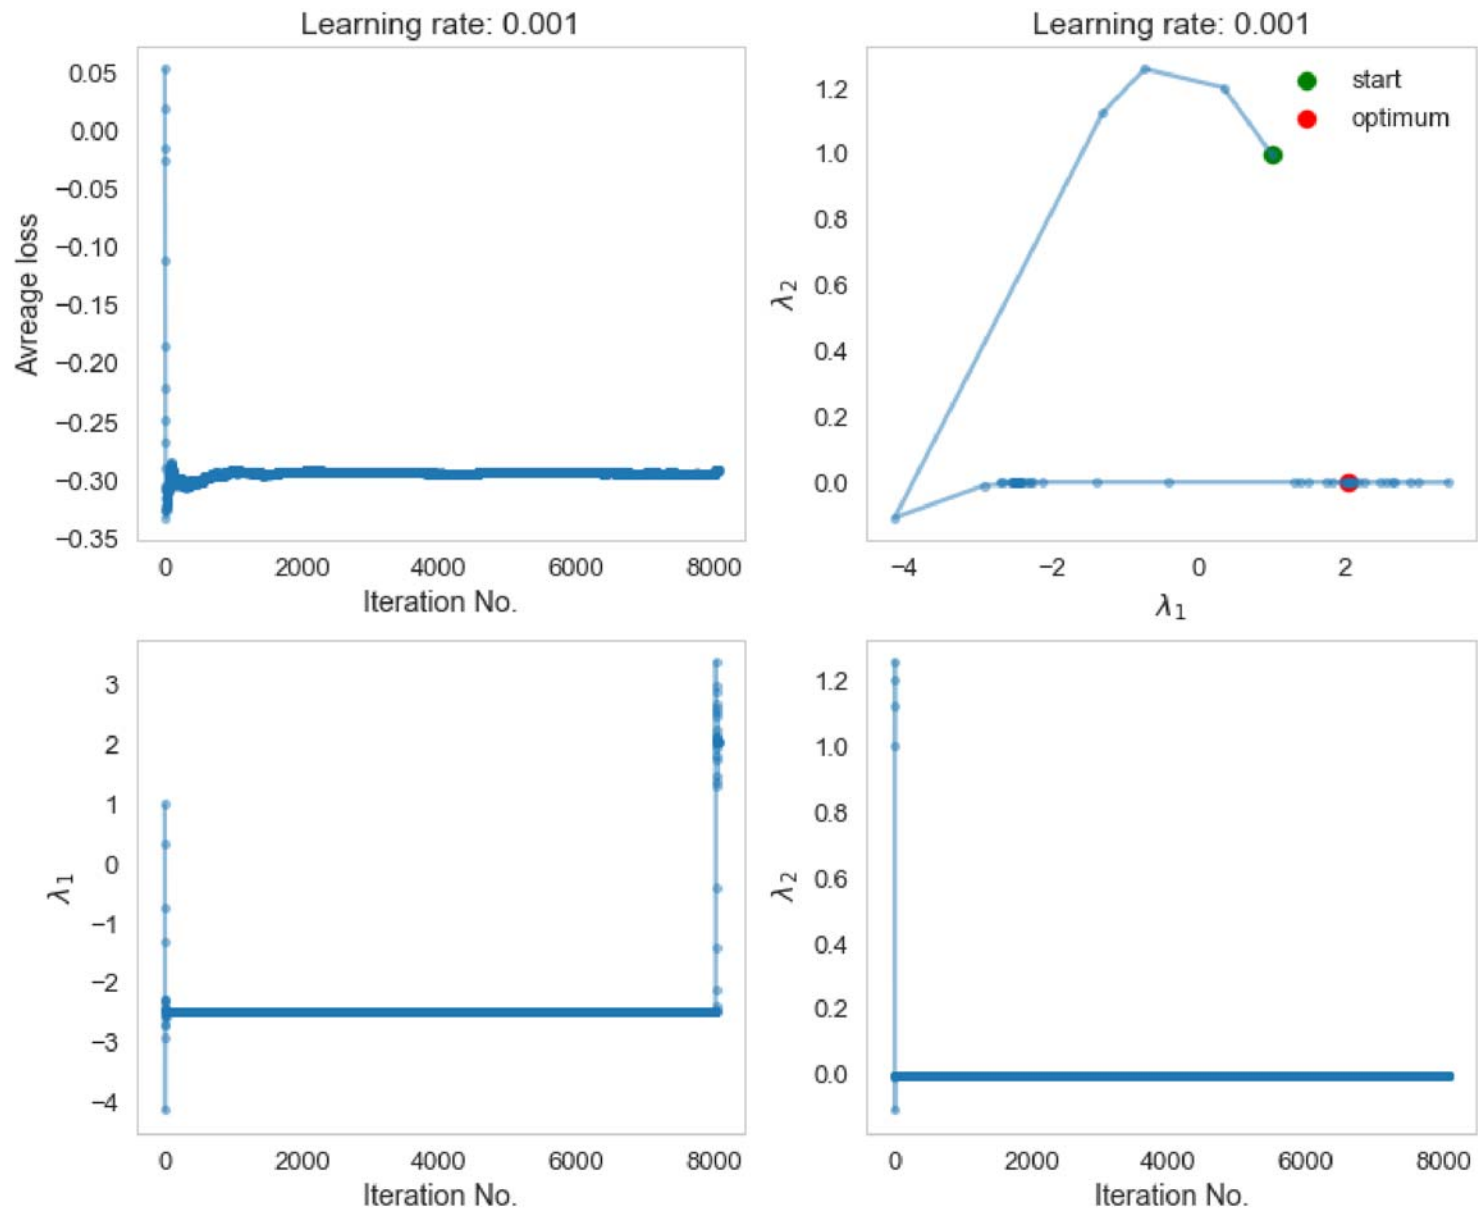 Learning rate: 0.001
0.05
0.00
−0.05
−0.10
−0.15
−0.20
−0.25
−0.30
−0.35
Avreage loss
0 2000 4000 6000 8000
Iteration No.
Learning rate: 0.001
start
optimum
1.2
1.0
0.8
0.6
0.4
0.2
0.0
λ2
−4 −2 0 2
λ1
3
2
1
0
−1
−2
−3
−4
λ1
0 2000 4000 6000 8000
Iteration No.
1.2
1.0
0.8
0.6
0.4
0.2
0.0
λ2
0 2000 4000 6000 8000
Iteration No.